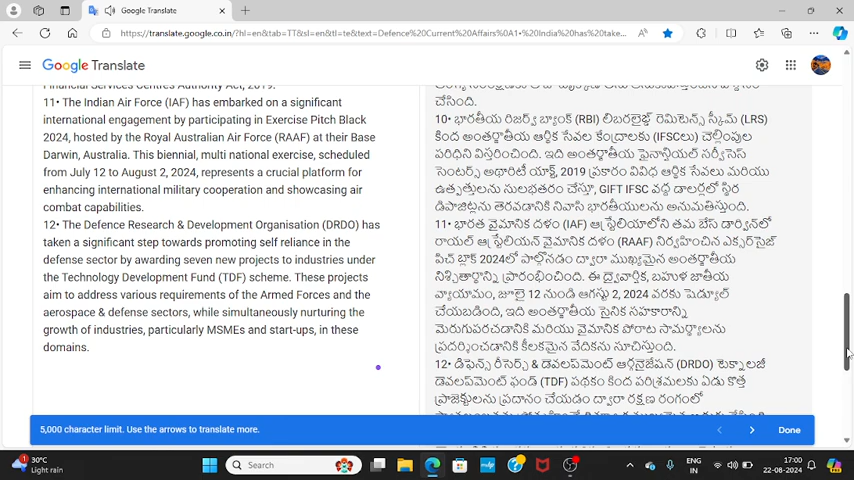 Google Translate
https://translate.google.co.in/?hl=en&tab=TT&sl=en&tl=te&text=Defence%20Current%20Affairs%0A1•%20India%20has%20take...
Google Translate
Financial Services Centres Authority Act, 2019.
11• The Indian Air Force (IAF) has embarked on a significant
international engagement by participating in Exercise Pitch Black
2024, hosted by the Royal Australian Air Force (RAAF) at their Base
Darwin, Australia. This biennial, multi national exercise, scheduled
from July 12 to August 2, 2024, represents a crucial platform for
enhancing international military cooperation and showcasing air
combat capabilities.
12• The Defence Research & Development Organisation (DRDO) has
taken a significant step towards promoting self reliance in the
defense sector by awarding seven new projects to industries under
the Technology Development Fund (TDF) scheme. These projects
aim to address various requirements of the Armed Forces and the
aerospace & defense sectors, while simultaneously nurturing the
growth of industries, particularly MSMEs and start-ups, in these
domains.
చేసింది.
10• భారతీయ రిజర్వ్ బ్యాంక్ (RBI) లిబరలైజ్డ్ రెమిటెన్స్ స్కీమ్ (LRS)
కింద అంతర్జాతీయ ఆర్థిక సేవల కేంద్రాలకు (IFSCలు) చెల్లింపుల
పరిధిని విస్తరించింది. ఇది అంతర్జాతీయ ఫైనాన్షియల్ సర్వీసెస్
సెంటర్స్ అథారిటీ యాక్ట్, 2019 ప్రకారం వివిధ ఆర్థిక సేవలు మరియు
ఉత్పత్తులను సులభతరం చేస్తూ, GIFT IFSC వద్ద డాలర్లలో స్థిర
డిపాజిట్లను తెరవడానికి నివాసి భారతీయులను అనుమతిస్తుంది.
11• భారత వైమానిక దళం (IAF) ఆస్ట్రేలియాలోని తమ బేస్ డార్విన్‌లో
రాయల్ ఆస్ట్రేలియన్ వైమానిక దళం (RAAF) నిర్వహించిన ఎక్సర్‌సైజ్
పిచ్ బ్లాక్ 2024లో పాల్గొనడం ద్వారా ముఖ్యమైన అంతర్జాతీయ
నిశ్చితార్థాన్ని ప్రారంభించింది. ఈ ద్వైవార్షిక, బహుళ జాతీయ
వ్యాయామం, జూలై 12 నుండి ఆగస్టు 2, 2024 వరకు షెడ్యూల్
చేయబడింది, ఇది అంతర్జాతీయ సైనిక సహకారాన్ని
మెరుగుపరచడానికి మరియు వైమానిక పోరాట సామర్థ్యాలను
ప్రదర్శించడానికి కీలకమైన వేదికను సూచిస్తుంది.
12• డిఫెన్స్ రీసెర్చ్ & డెవలప్‌మెంట్ ఆర్గనైజేషన్ (DRDO) టెక్నాలజీ
డెవలప్‌మెంట్ ఫండ్ (TDF) పథకం కింద పరిశ్రమలకు ఏడు కొత్త
ప్రాజెక్టులను ప్రదానం చేయడం ద్వారా రక్షణ రంగంలో
5,000 character limit. Use the arrows to translate more.
Done
30°C
Light rain
Search
ENG
IN
17:00
22-08-2024